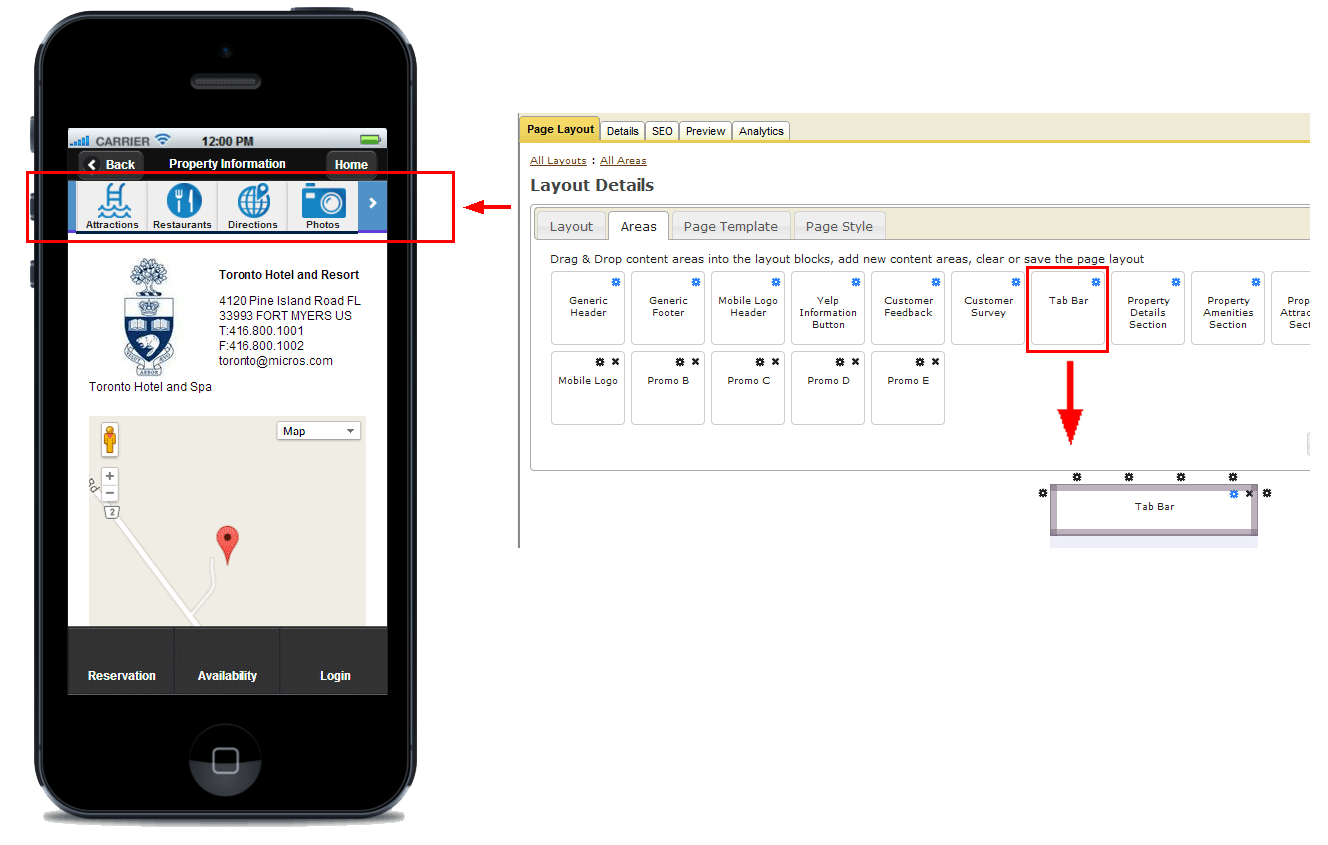 CARRIER 12:00 PM
Back Property Information Home
Attractions Restaurants Directions Photos
Toronto Hotel and Resort
4120 Pine Island Road FL
33993 FORT MYERS US
T:416.800.1001
F:416.800.1002
toronto@micros.com
Toronto Hotel and Spa
Map
+
−
Rd
2
Reservation Availability Login
Page Layout Details SEO Preview Analytics
All Layouts : All Areas
Layout Details
Layout Areas Page Template Page Style
Drag & Drop content areas into the layout blocks, add new content areas, clear or save the page layout
Generic
Header
Generic
Footer
Mobile Logo
Header
Yelp
Information
Button
Customer
Feedback
Customer
Survey
Tab Bar
Property
Details
Section
Property
Amenities
Section
Prop
Attrac
Sect
Mobile Logo
Promo B
Promo C
Promo D
Promo E
Tab Bar